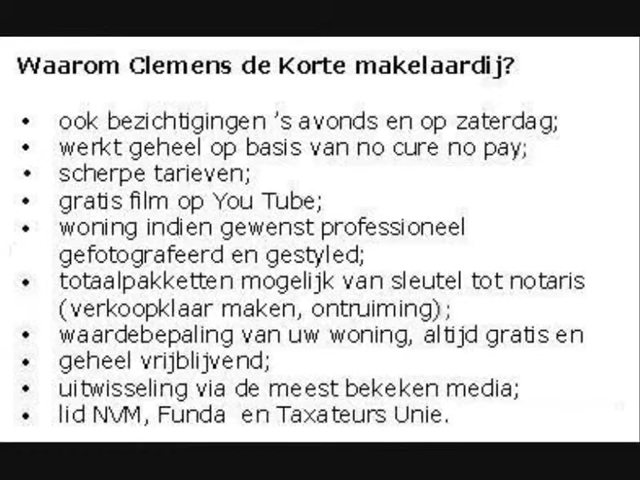 Waarom Clemens de Korte makelaardij?
• ook bezichtigingen 's avonds en op zaterdag;
• werkt geheel op basis van no cure no pay;
• scherpe tarieven;
• gratis film op You Tube;
• woning indien gewenst professioneel
gefotografeerd en gestyled;
• totaalpakketten mogelijk van sleutel tot notaris
(verkoopklaar maken, ontruiming);
• waardebepaling van uw woning, altijd gratis en
• geheel vrijblijvend;
• uitwisseling via de meest bekeken media;
• lid NVM, Funda en Taxateurs Unie.